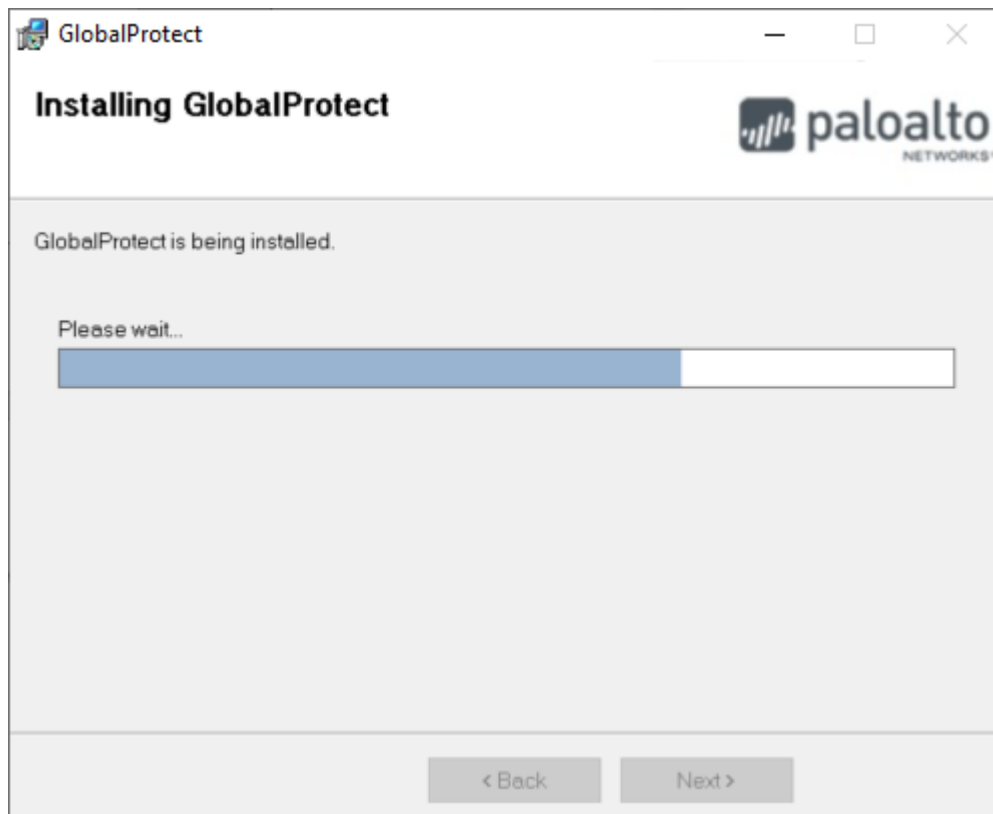 GlobalProtect
Installing GlobalProtect
paloalto
NETWORKS
GlobalProtect is being installed.
Please wait...
< Back
Next >